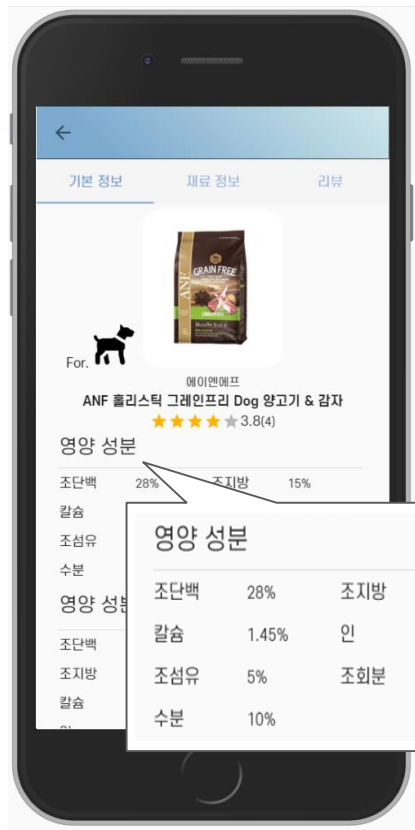 기본 정보 재료 정보 리뷰
ANF
GRAIN FREE
For.
에이엔에프
ANF 홀리스틱 그레인프리 Dog 양고기 & 감자
3.8(4)
영양 성분
조단백 28% 조지방 15%
칼슘
조섬유
수분
영양 성분
조단백
조지방
칼슘
영양 성분
조단백 28% 조지방
칼슘 1.45% 인
조섬유 5% 조회분
수분 10%